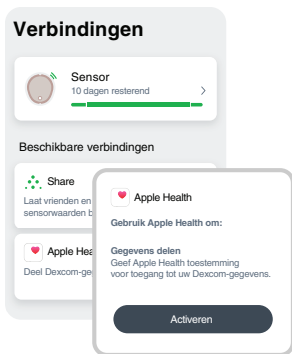 Verbindingen
Sensor
10 dagen resterend
Beschikbare verbindingen
Share
Laat vrienden en
sensorwaarden b
Apple Hea
Deel Dexcom-ge
Apple Health
Gebruik Apple Health om:
Gegevens delen
Geef Apple Health toestemming
voor toegang tot uw Dexcom-gegevens.
Activeren